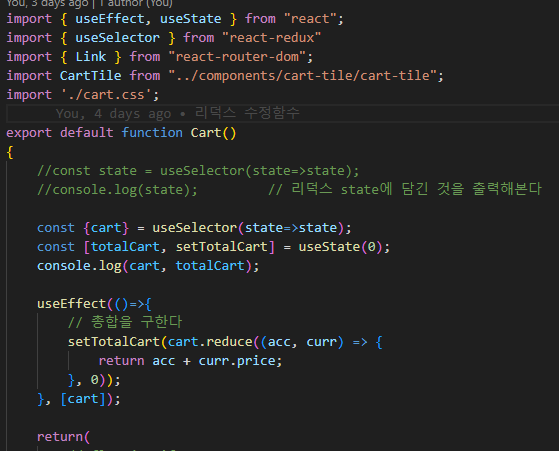 You, 3 days ago | 1 author (You)
import { useEffect, useState } from "react";
import { useSelector } from "react-redux"
import { Link } from "react-router-dom";
import CartTile from "../components/cart-tile/cart-tile";
import './cart.css';
You, 4 days ago • 리덕스 수정함수
export default function Cart()
{
//const state = useSelector(state=>state);
//console.log(state); // 리덕스 state에 담긴 것을 출력해본다
const {cart} = useSelector(state=>state);
const [totalCart, setTotalCart] = useState(0);
console.log(cart, totalCart);
useEffect(()=>{
// 총합을 구한다
setTotalCart(cart.reduce((acc, curr) => {
return acc + curr.price;
}, 0));
}, [cart]);
return(